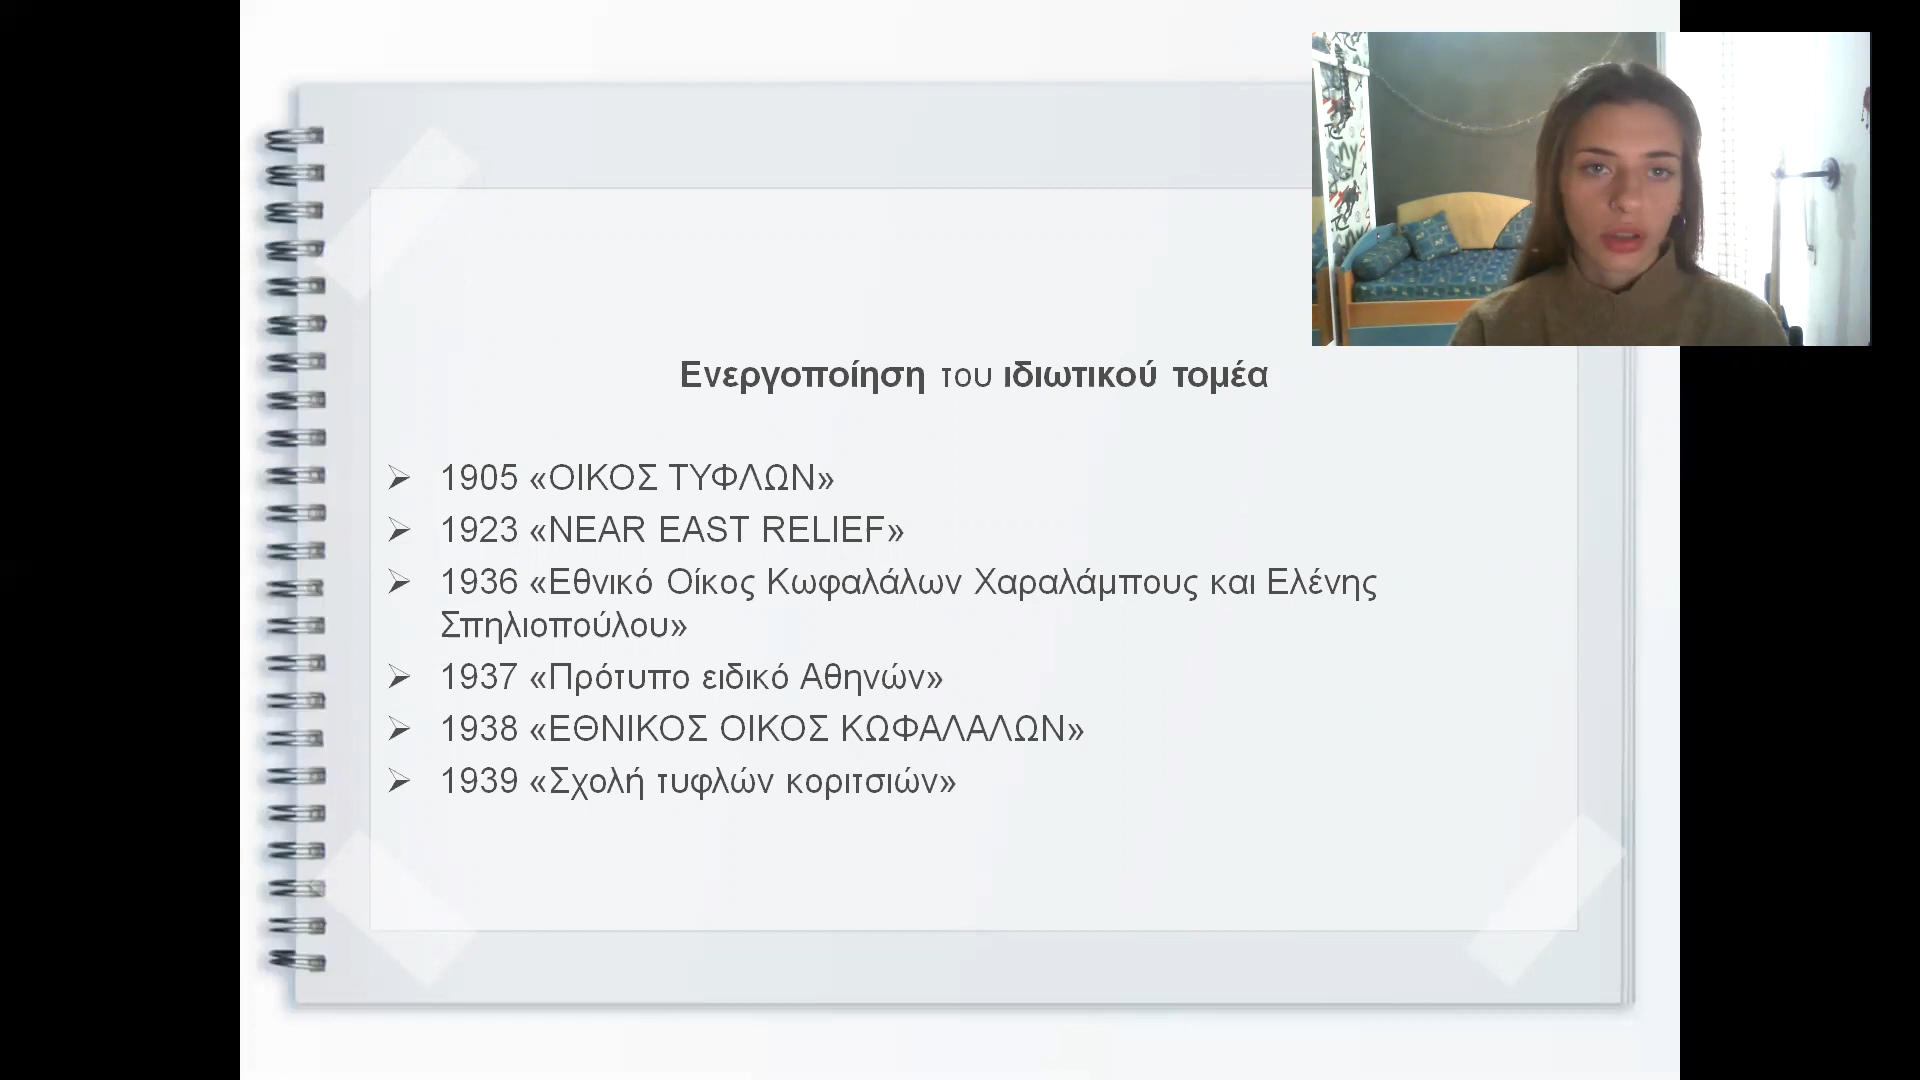 Ενεργοποίηση του ιδιωτικού τομέα
1905 «ΟΙΚΟΣ ΤΥΦΛΩΝ»
1923 «NEAR EAST RELIEF»
1936 «Εθνικό Οίκος Κωφαλάλων Χαραλάμπους και Ελένης
Σπηλιοπούλου»
1937 «Πρότυπο ειδικό Αθηνών»
1938 «ΕΘΝΙΚΟΣ ΟΙΚΟΣ ΚΩΦΑΛΑΛΩΝ»
1939 «Σχολή τυφλών κοριτσιών»